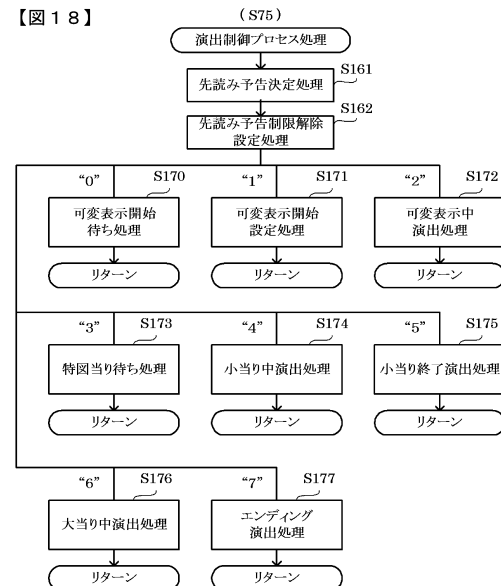 【図１８】
(S75)
演出制御プロセス処理
S161
先読み予告決定処理
S162
先読み予告制限解除
設定処理
“0”
S170
可変表示開始
待ち処理
リターン
“1”
S171
可変表示開始
設定処理
リターン
“2”
S172
可変表示中
演出処理
リターン
“3”
S173
特図当り待ち処理
リターン
“4”
S174
小当り中演出処理
リターン
“5”
S175
小当り終了演出処理
リターン
“6”
S176
大当り中演出処理
リターン
“7”
S177
エンディング
演出処理
リターン